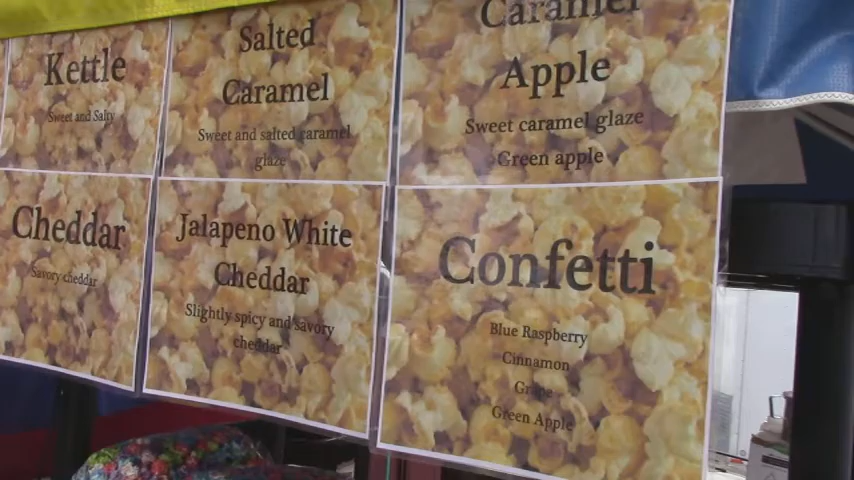 Kettle
Sweet and Salty
Salted
Caramel
Sweet and salted caramel
glaze
Caramel
Apple
Sweet caramel glaze
Green apple
Cheddar
Savory cheddar
Jalapeno White
Cheddar
Slightly spicy and savory
cheddar
Confetti
Blue Raspberry
Cinnamon
Grape
Green Apple